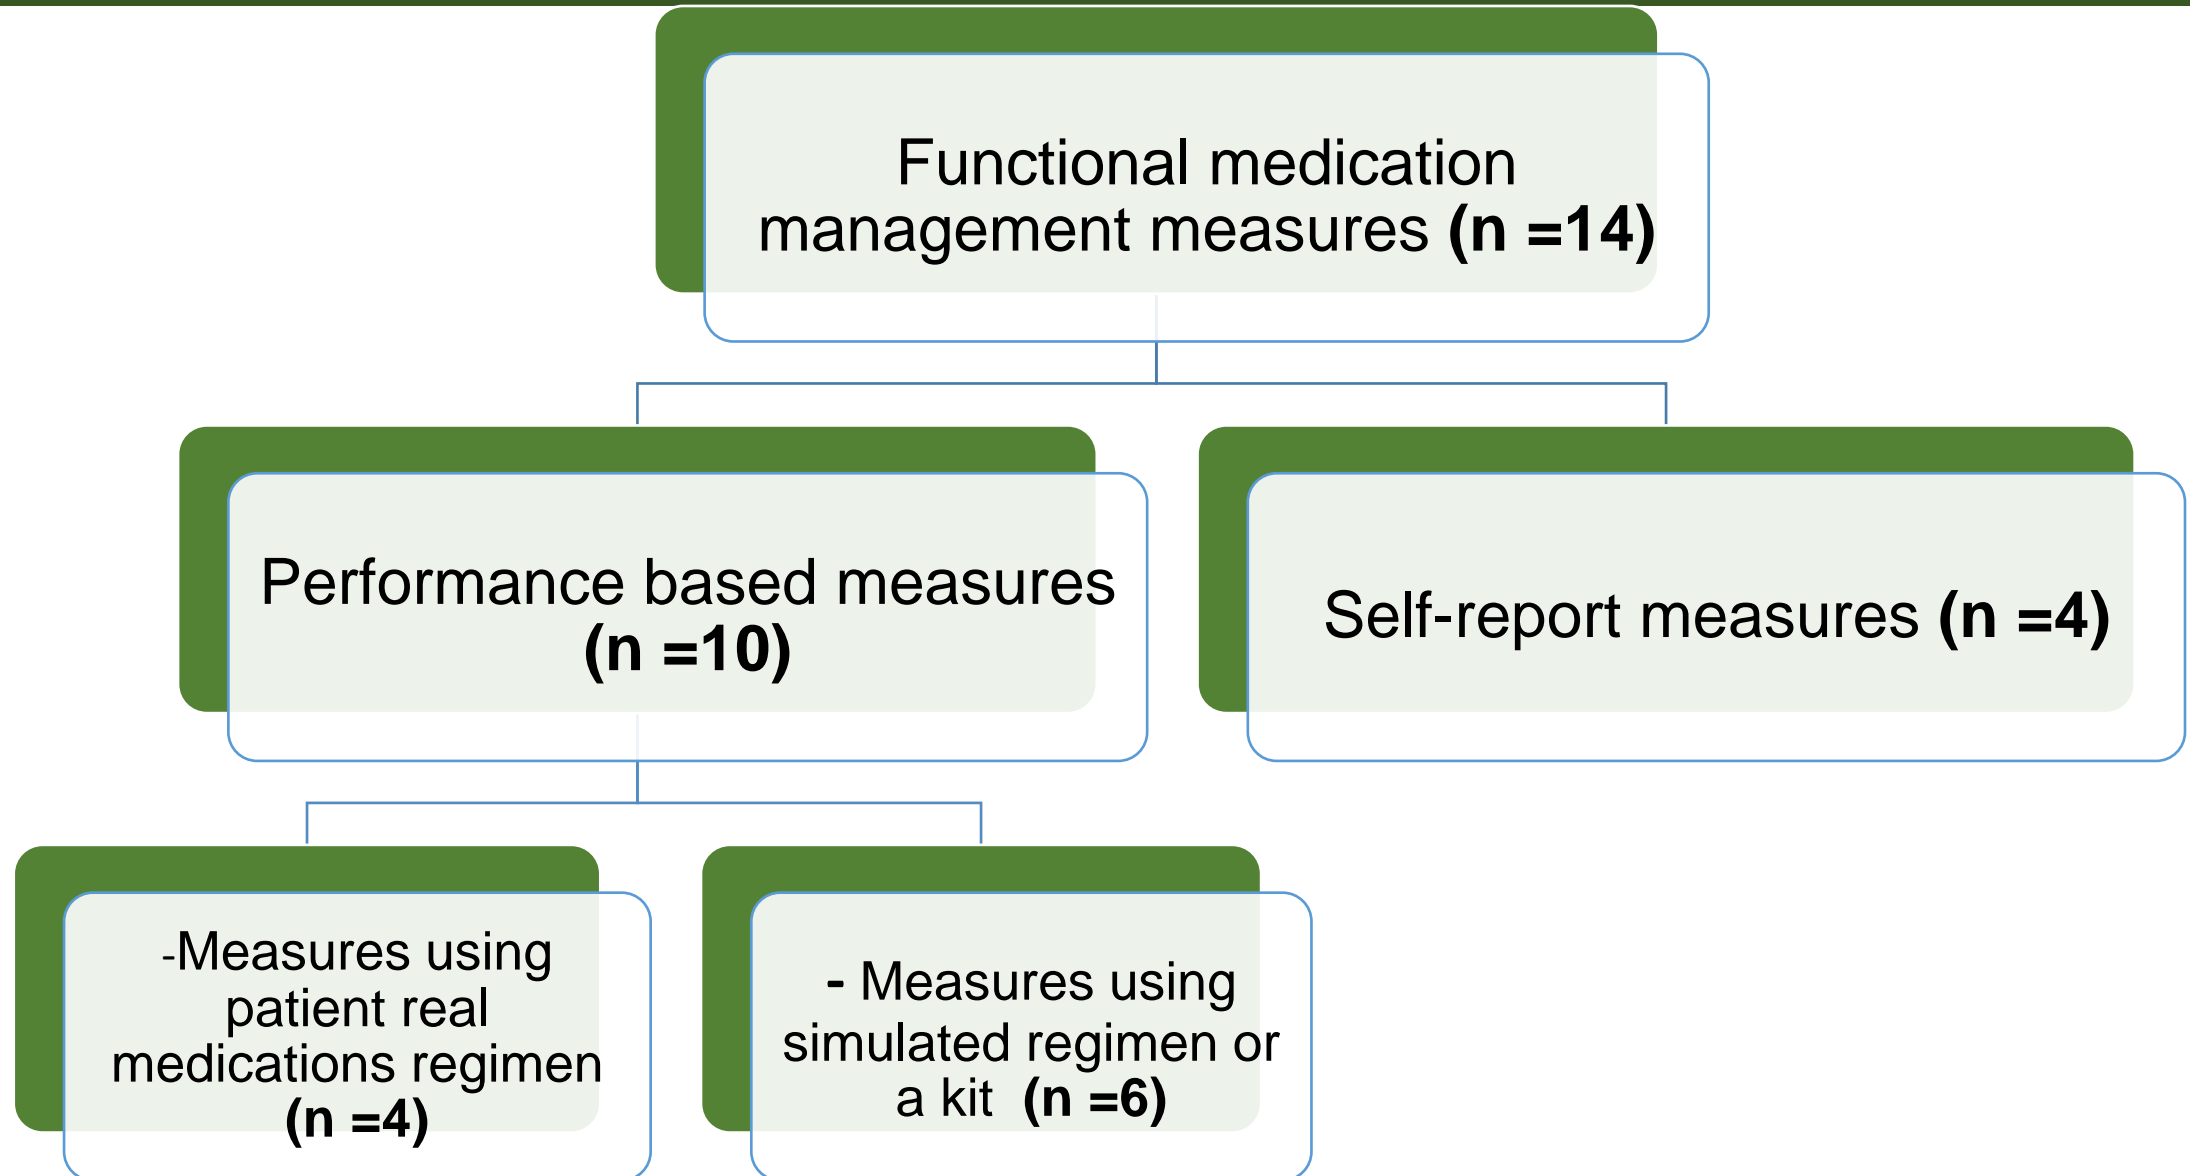 Functional medication
management measures (n =14)
Performance based measures
(n =10)
Self-report measures (n =4)
-Measures using
patient real
medications regimen
(n =4)
- Measures using
simulated regimen or
a kit (n =6)